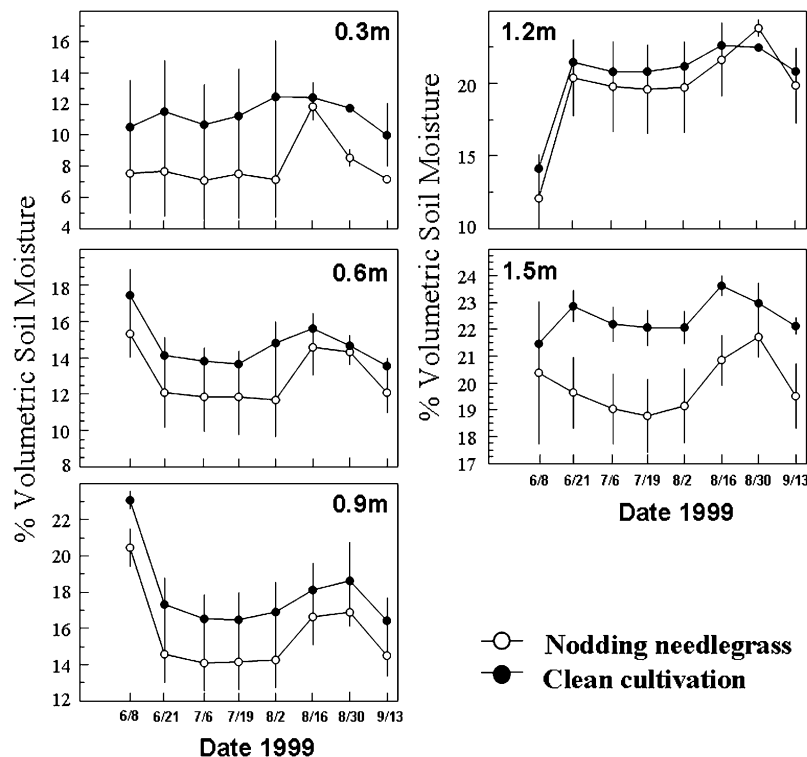 % Volumetric Soil Moisture
0.3m
16
14
12
10
8
6
4
0.6m
18
16
14
12
10
8
0.9m
22
20
18
16
14
12
6/8 6/21 7/6 7/19 8/2 8/16 8/30 9/13
Date 1999
% Volumetric Soil Moisture
1.2m
20
15
10
1.5m
24
23
22
21
20
19
18
17
6/8 6/21 7/6 7/19 8/2 8/16 8/30 9/13
Date 1999
Nodding needlegrass
Clean cultivation